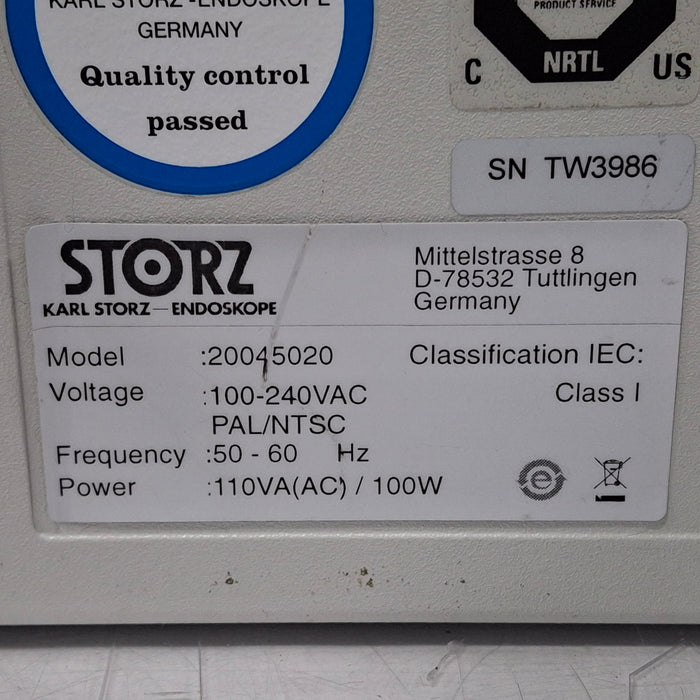 KARL STORZ-ENDOSKOPE
GERMANY
Quality control
passed
PRODUCT SERVICE
C NRTL US
SN TW3986
STORZ
KARL STORZ—ENDOSKOPE
Mittelstrasse 8
D-78532 Tuttlingen
Germany
Model :20045020
Classification IEC:
Class I
Voltage :100-240VAC
PAL/NTSC
Frequency :50 - 60 Hz
Power :110VA(AC) / 100W
e